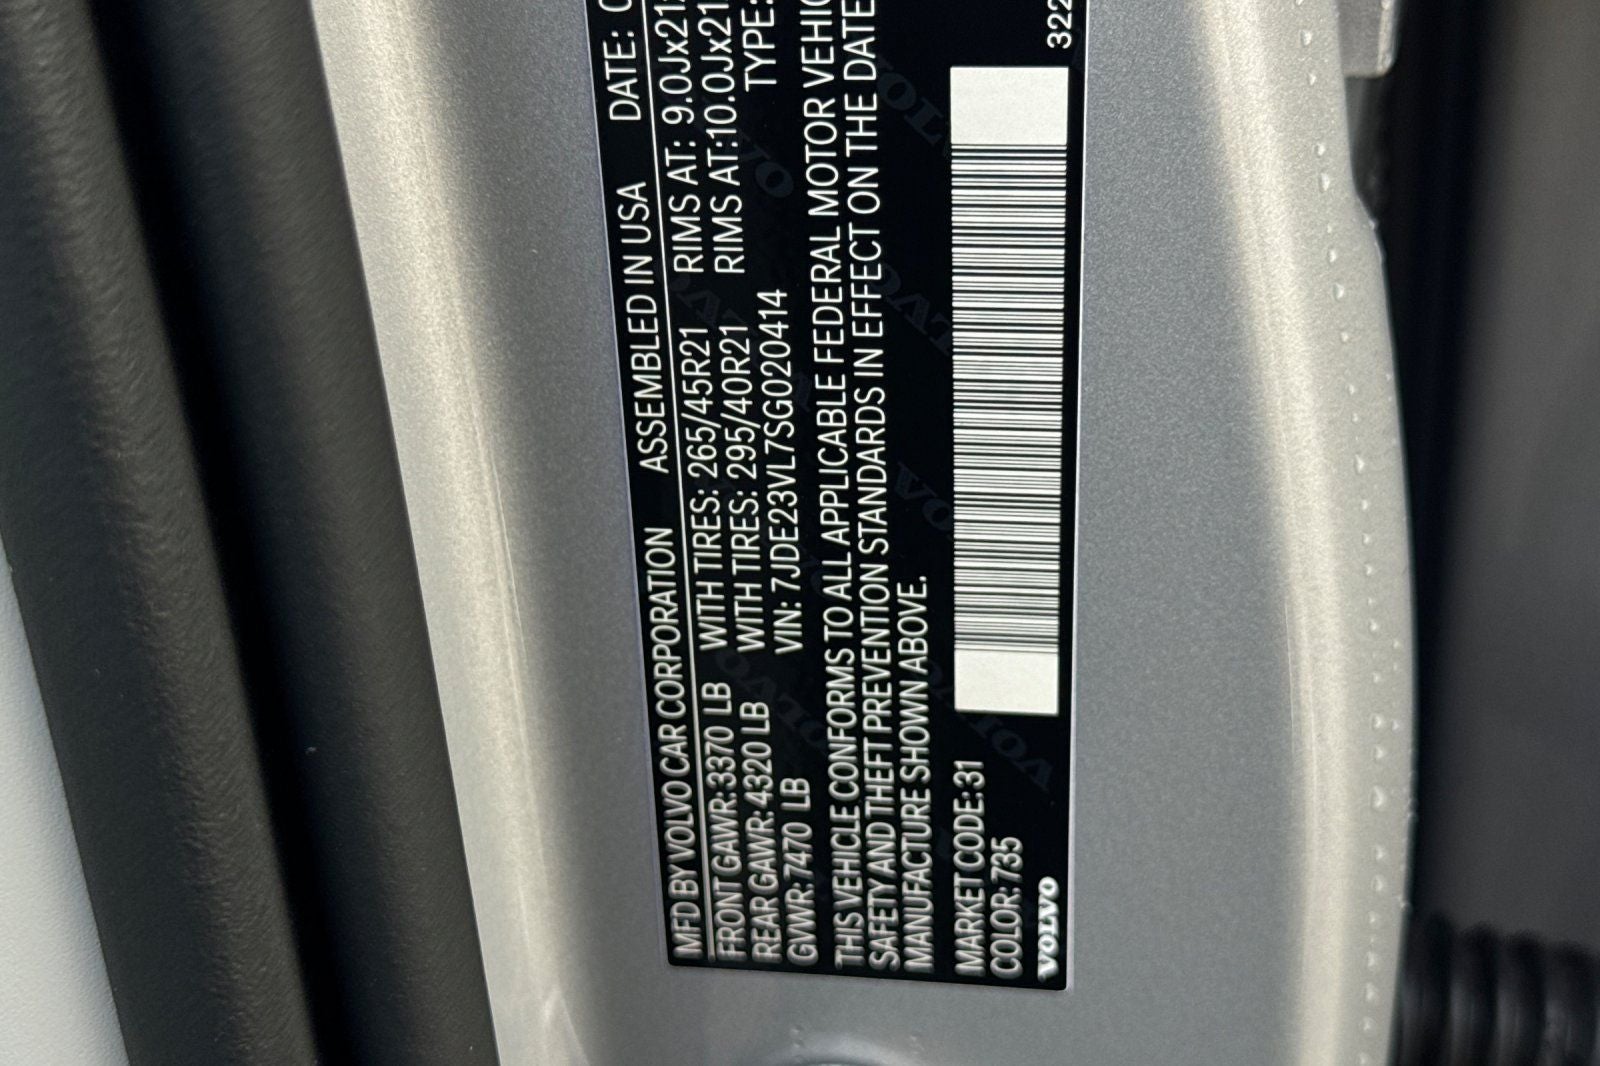 MFD BY VOLVO CAR CORPORATION ASSEMBLED IN USA DATE:
FRONT GAWR:3370 LB WITH TIRES: 265/45R21 RIMS AT: 9.0Jx21
REAR GAWR:4320 LB WITH TIRES: 295/40R21 RIMS AT:10.0Jx21
GVWR:7470 LB VIN: 7JDE23VL7SG020414 TYPE:
THIS VEHICLE CONFORMS TO ALL APPLICABLE FEDERAL MOTOR
SAFETY AND THEFT PREVENTION STANDARDS IN EFFECT ON THE DATE
MANUFACTURE SHOWN ABOVE.
MARKET CODE:31
COLOR:735
VOLVO
322